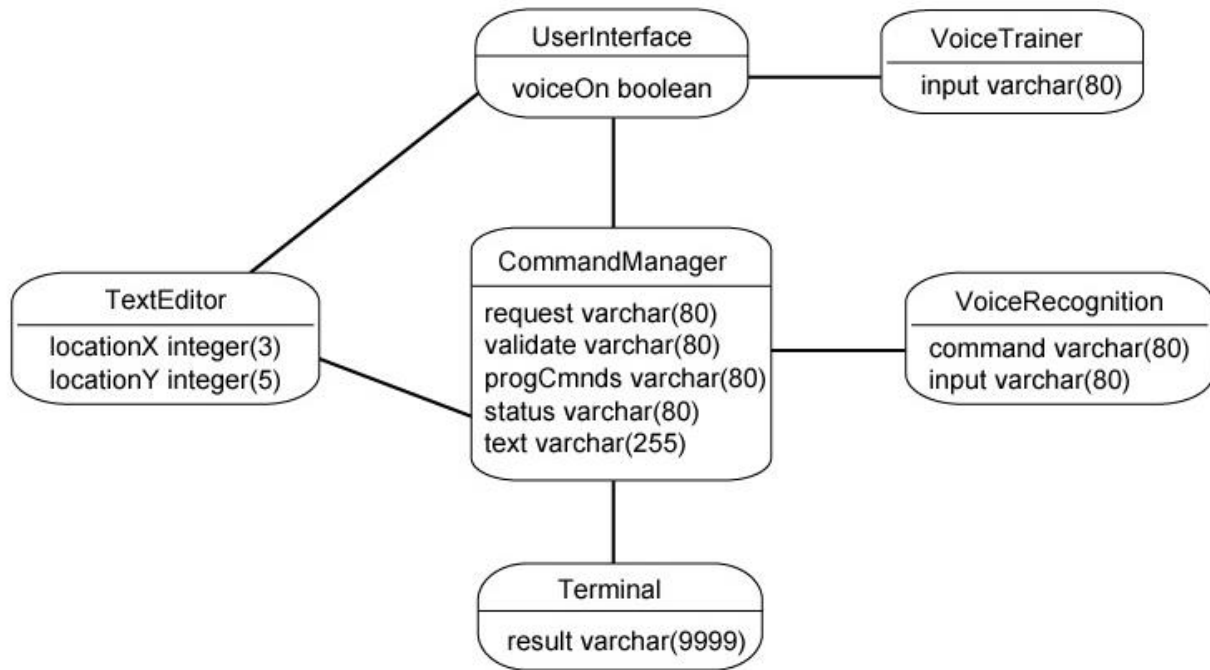 UserInterface
voiceOn boolean
VoiceTrainer
input varchar(80)
TextEditor
locationX integer(3)
locationY integer(5)
CommandManager
request varchar(80)
validate varchar(80)
progCmnds varchar(80)
status varchar(80)
text varchar(255)
VoiceRecognition
command varchar(80)
input varchar(80)
Terminal
result varchar(9999)